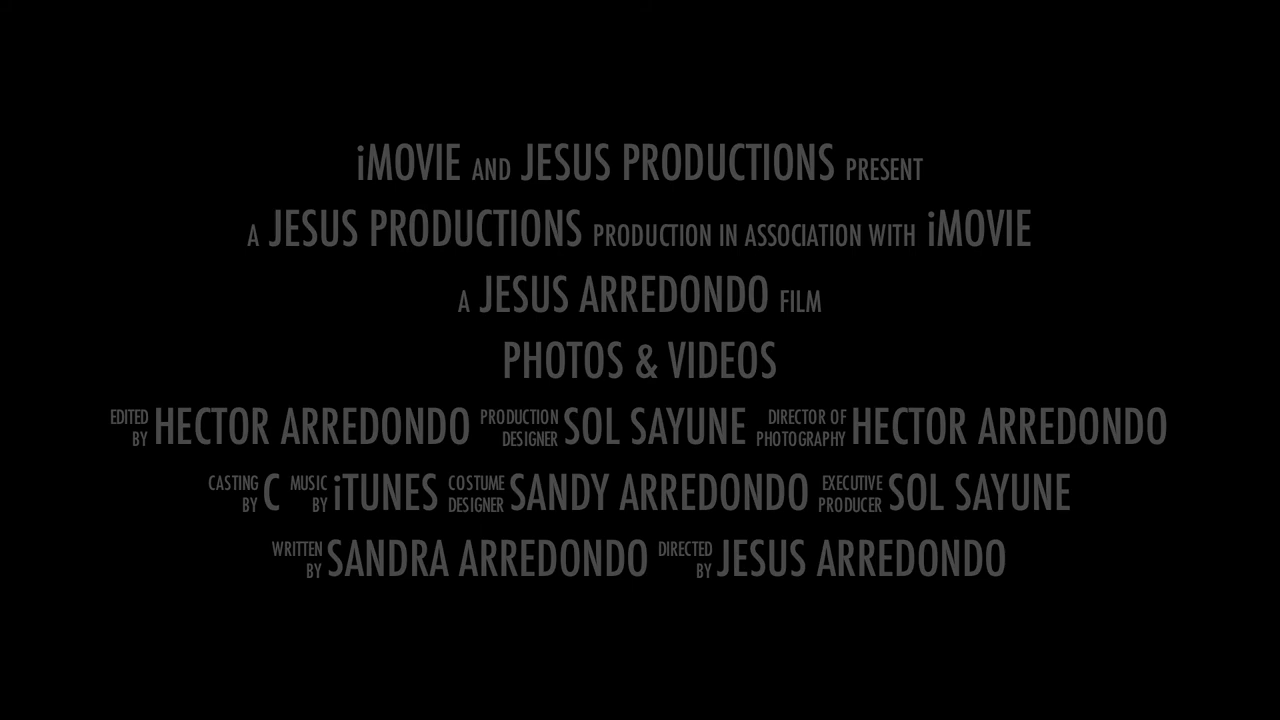 iMOVIE AND JESUS PRODUCTIONS PRESENT
A JESUS PRODUCTIONS PRODUCTION IN ASSOCIATION WITH iMOVIE
A JESUS ARREDONDO FILM
PHOTOS & VIDEOS
EDITED BY HECTOR ARREDONDO PRODUCTION DESIGNER SOL SAYUNE DIRECTOR OF PHOTOGRAPHY HECTOR ARREDONDO
CASTING BY C MUSIC BY iTUNES COSTUME DESIGNER SANDY ARREDONDO EXECUTIVE PRODUCER SOL SAYUNE
WRITTEN BY SANDRA ARREDONDO DIRECTED BY JESUS ARREDONDO